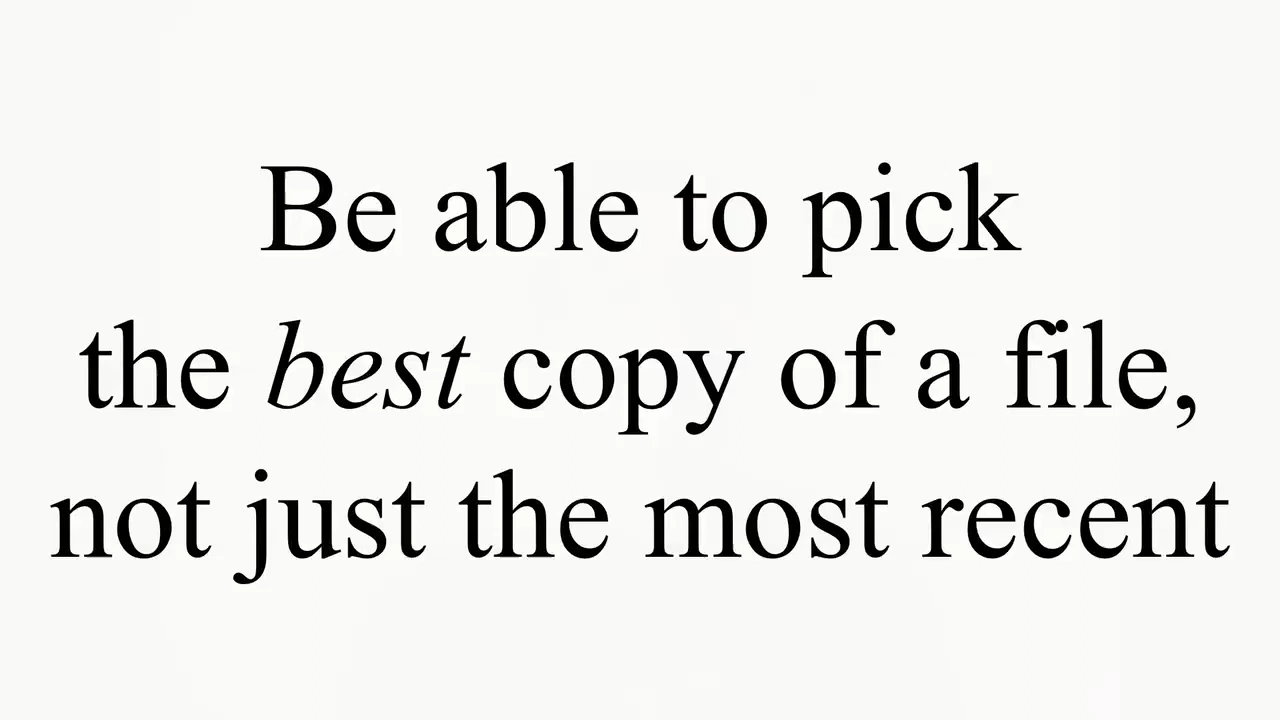 Be able to pick
the best copy of a file,
not just the most recent